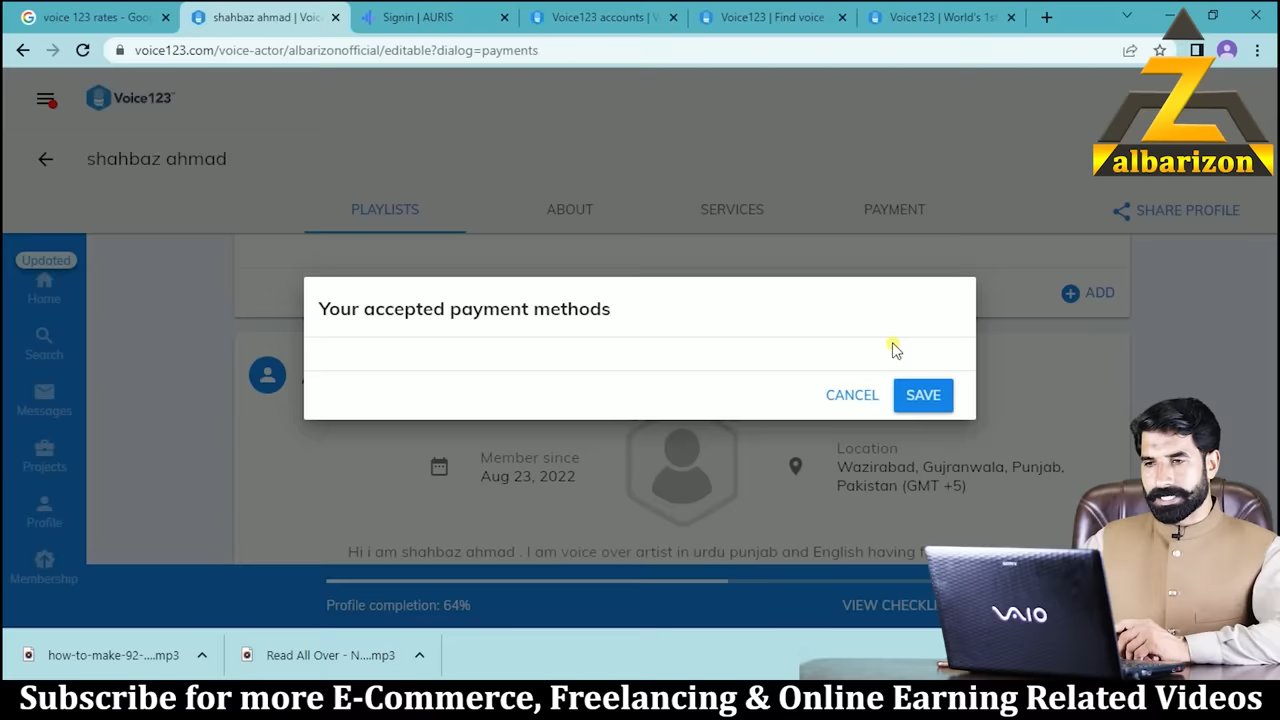 voice 123 rates - Goo
shahbaz ahmad | Voic
Signin | AURIS
Voice123 accounts | V
Voice123 | Find voice
Voice123 | World's 1st
voice123.com/voice-actor/albarizonofficial/editable?dialog=payments
Z
albarizon
Voice123
shahbaz ahmad
PLAYLISTS
ABOUT
SERVICES
PAYMENT
SHARE PROFILE
Updated
Home
Search
Messages
Projects
Profile
Membership
ADD
Your accepted payment methods
CANCEL
SAVE
Member since
Aug 23, 2022
Location
Wazirabad, Gujranwala, Punjab,
Pakistan (GMT +5)
Hi i am shahbaz ahmad . I am voice over artist in urdu punjab and English having
Profile completion: 64%
VIEW
VAIO
how-to-make-92-....mp3
Read All Over - N....mp3
Subscribe for more E-Commerce, Freelancing & Online Earning Related Videos